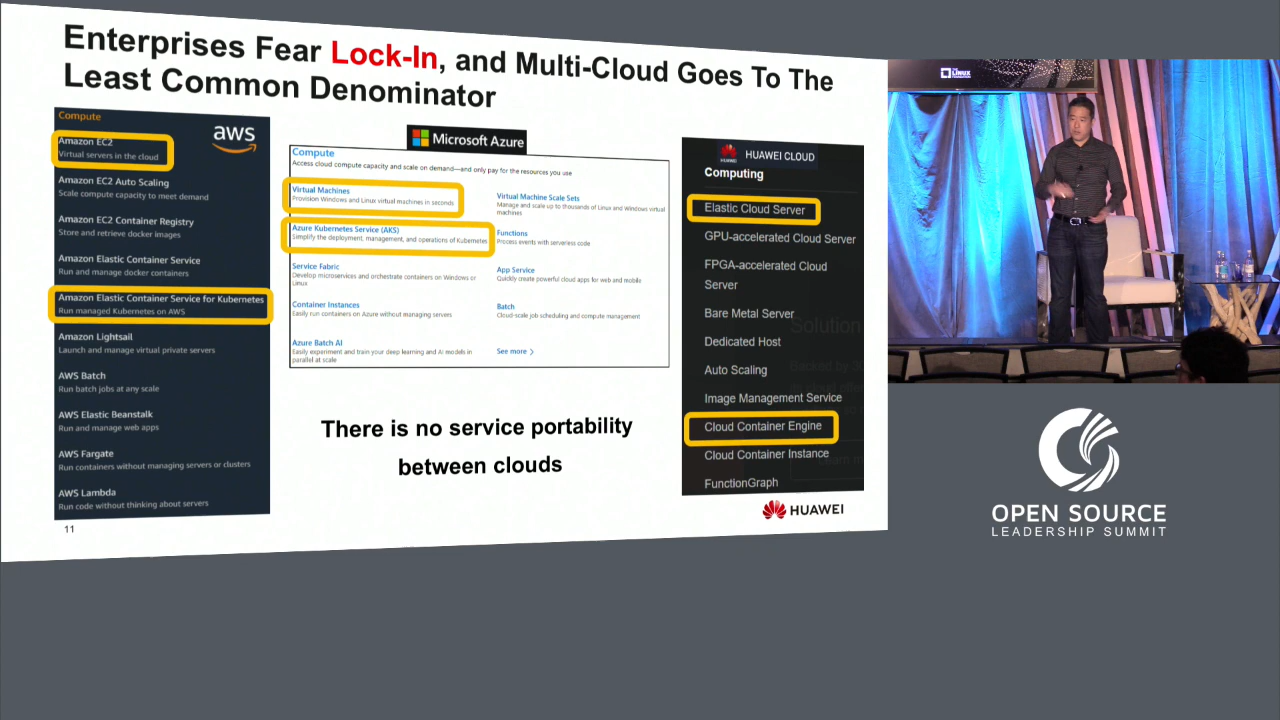 Enterprises Fear Lock-In, and Multi-Cloud Goes To The
Least Common Denominator
Compute
aws
Amazon EC2
Virtual servers in the cloud
Amazon EC2 Auto Scaling
Scale compute capacity to meet demand
Amazon EC2 Container Registry
Store and retrieve docker images
Amazon Elastic Container Service
Run and manage docker containers
Amazon Elastic Container Service for Kubernetes
Run managed Kubernetes on AWS
Amazon Lightsail
Launch and manage virtual private servers
AWS Batch
Run batch jobs at any scale
AWS Elastic Beanstalk
Run and manage web apps
AWS Fargate
Run containers without managing servers or clusters
AWS Lambda
Run code without thinking about servers
Microsoft Azure
Compute
Access cloud compute capacity and scale on demand—and only pay for the resources you use
Virtual Machines
Provision Windows and Linux virtual machines in seconds
Azure Kubernetes Service (AKS)
Simplify the deployment, management, and operations of Kubernetes
Service Fabric
Develop microservices and orchestrate containers on Windows or
Linux
Container Instances
Easily run containers on Azure without managing servers
Azure Batch AI
Easily experiment and train your deep learning and AI models in
parallel at scale
Virtual Machine Scale Sets
Manage and scale up to thousands of Linux and Windows virtual
machines
Functions
Process events with serverless code
App Service
Quickly create powerful cloud apps for web and mobile
Batch
Cloud-scale job scheduling and compute management
See more >
HUAWEI
HUAWEI CLOUD
Computing
Elastic Cloud Server
GPU-accelerated Cloud Server
FPGA-accelerated Cloud
Server
Bare Metal Server
Dedicated Host
Auto Scaling
Image Management Service
Cloud Container Engine
Cloud Container Instance
FunctionGraph
Solution
There is no service portability
between clouds
HUAWEI
11
THE LINUX FOUNDATION
OPEN SOURCE
LEADERSHIP SUMMIT